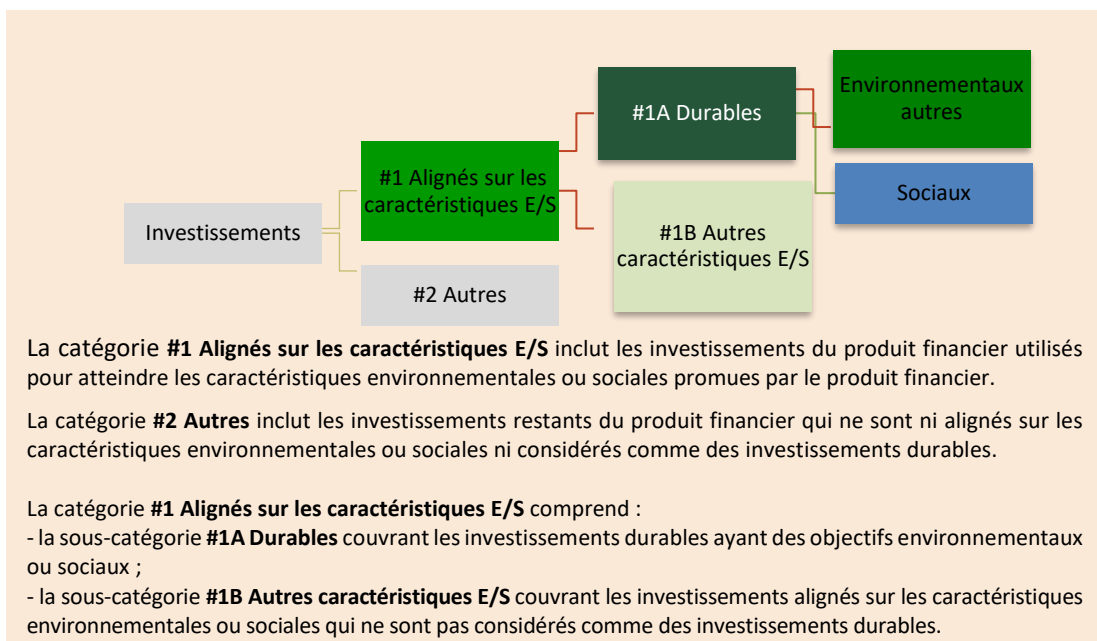 Environnementaux
autres
#1A Durables
#1 Alignés sur les
caractéristiques E/S
Sociaux
Investissements
#1B Autres
caractéristiques E/S
#2 Autres
La catégorie #1 Alignés sur les caractéristiques E/S inclut les investissements du produit financier utilisés
pour atteindre les caractéristiques environnementales ou sociales promues par le produit financier.
La catégorie #2 Autres inclut les investissements restants du produit financier qui ne sont ni alignés sur les
caractéristiques environnementales ou sociales ni considérés comme des investissements durables.
La catégorie #1 Alignés sur les caractéristiques E/S comprend :
- la sous-catégorie #1A Durables couvrant les investissements durables ayant des objectifs environnementaux
ou sociaux ;
- la sous-catégorie #1B Autres caractéristiques E/S couvrant les investissements alignés sur les caractéristiques
environnementales ou sociales qui ne sont pas considérés comme des investissements durables.